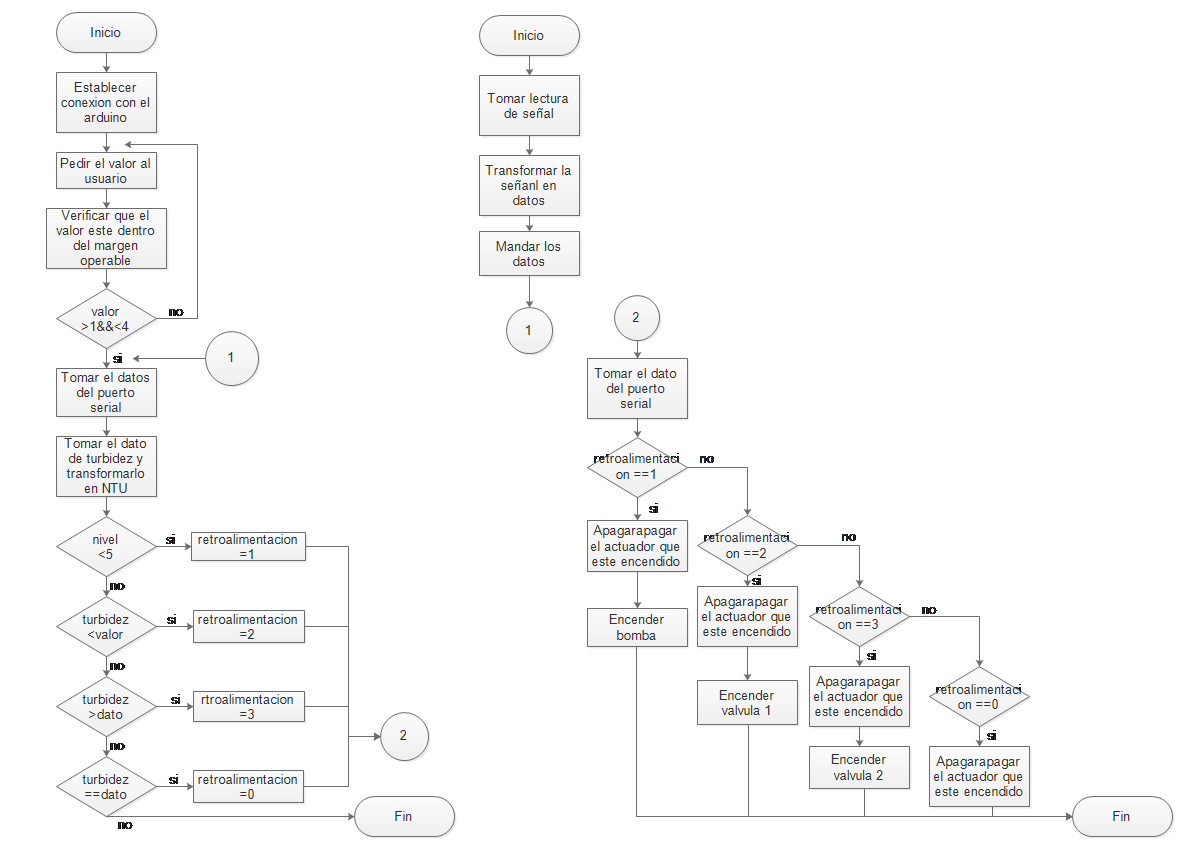 Inicio
Establecer
conexion con el
arduino
Pedir el valor al
usuario
Verificar que el
valor este dentro
del margen
operable
valor
>1&&<4
no
si
1
Tomar el datos
del puerto
serial
Tomar el dato
de turbidez y
transformarlo
en NTU
nivel
<5
si
retroalimentacion
=1
no
turbidez
<valor
si
retroalimentacion
=2
no
turbidez
>dato
si
rtroalimentacion
=3
no
turbidez
==dato
si
retroalimentacion
=0
no
2
Fin
Inicio
Tomar lectura
de señal
Transformar la
señanl en
datos
Mandar los
datos
1
2
Tomar el dato
del puerto
serial
retroalimentaci
on ==1
no
si
Apagarapagar
el actuador que
este encendido
Encender
bomba
retroalimentaci
on ==2
no
si
Apagarapagar
el actuador que
este encendido
Encender
valvula 1
retroalimentaci
on ==3
no
si
Apagarapagar
el actuador que
este encendido
Encender
valvula 2
retroalimentaci
on ==0
si
Apagarapagar
el actuador que
este encendido
Fin